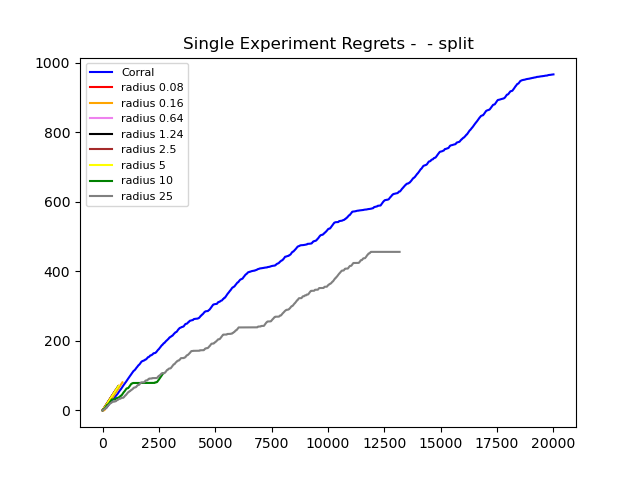 Single Experiment Regrets -  - split
1000
800
600
400
200
0
Corral
radius 0.08
radius 0.16
radius 0.64
radius 1.24
radius 2.5
radius 5
radius 10
radius 25
0 2500 5000 7500 10000 12500 15000 17500 20000